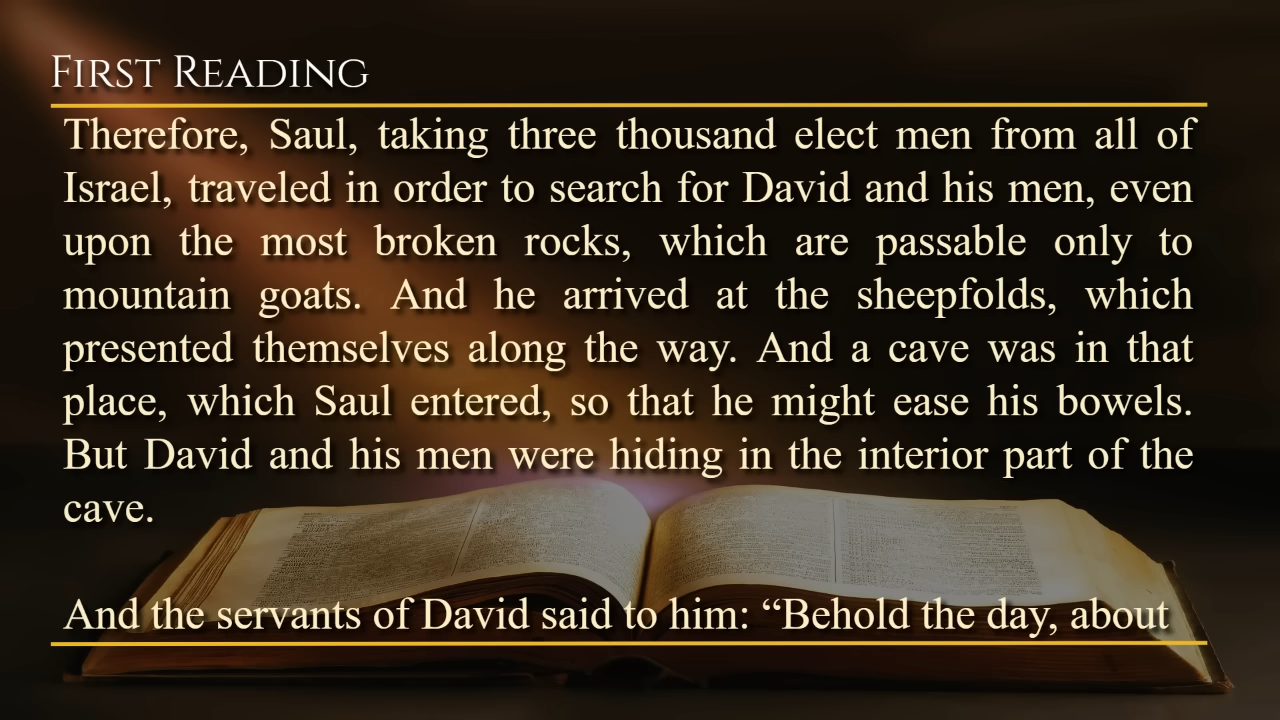 First Reading
Therefore, Saul, taking three thousand elect men from all of
Israel, traveled in order to search for David and his men, even
upon the most broken rocks, which are passable only to
mountain goats. And he arrived at the sheepfolds, which
presented themselves along the way. And a cave was in that
place, which Saul entered, so that he might ease his bowels.
But David and his men were hiding in the interior part of the
cave.
And the servants of David said to him: “Behold the day, about